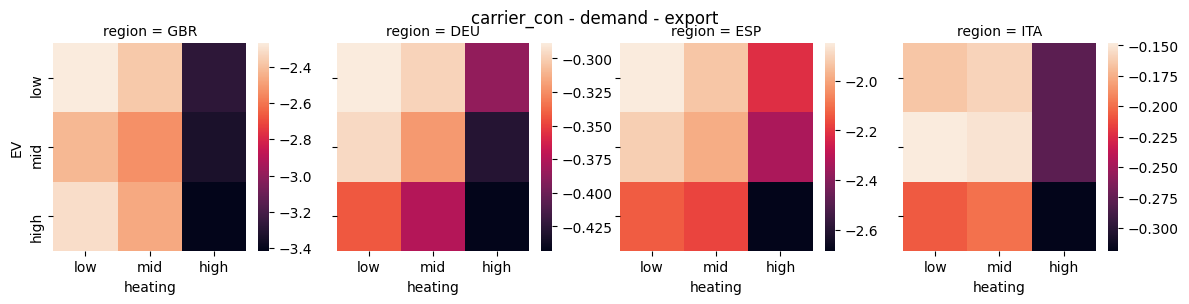 carrier_con - demand - export
region = GBR
region = DEU
region = ESP
region = ITA
EV
low
mid
high
low mid high
heating
−2.4
−2.6
−2.8
−3.0
−3.2
−3.4
low mid high
heating
−0.300
−0.325
−0.350
−0.375
−0.400
−0.425
low mid high
heating
−2.0
−2.2
−2.4
−2.6
low mid high
heating
−0.150
−0.175
−0.200
−0.225
−0.250
−0.275
−0.300